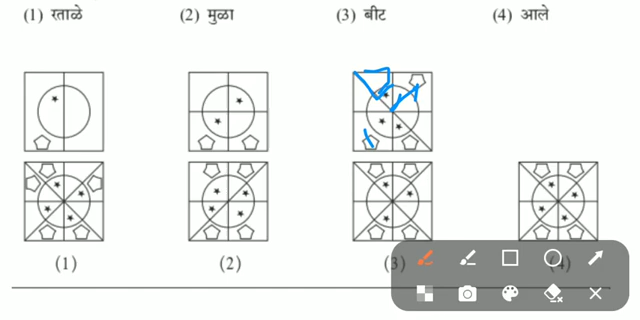 (1) रताळे (2) मुळा (3) बीट (4) आले
(1) (2) (3) (4)